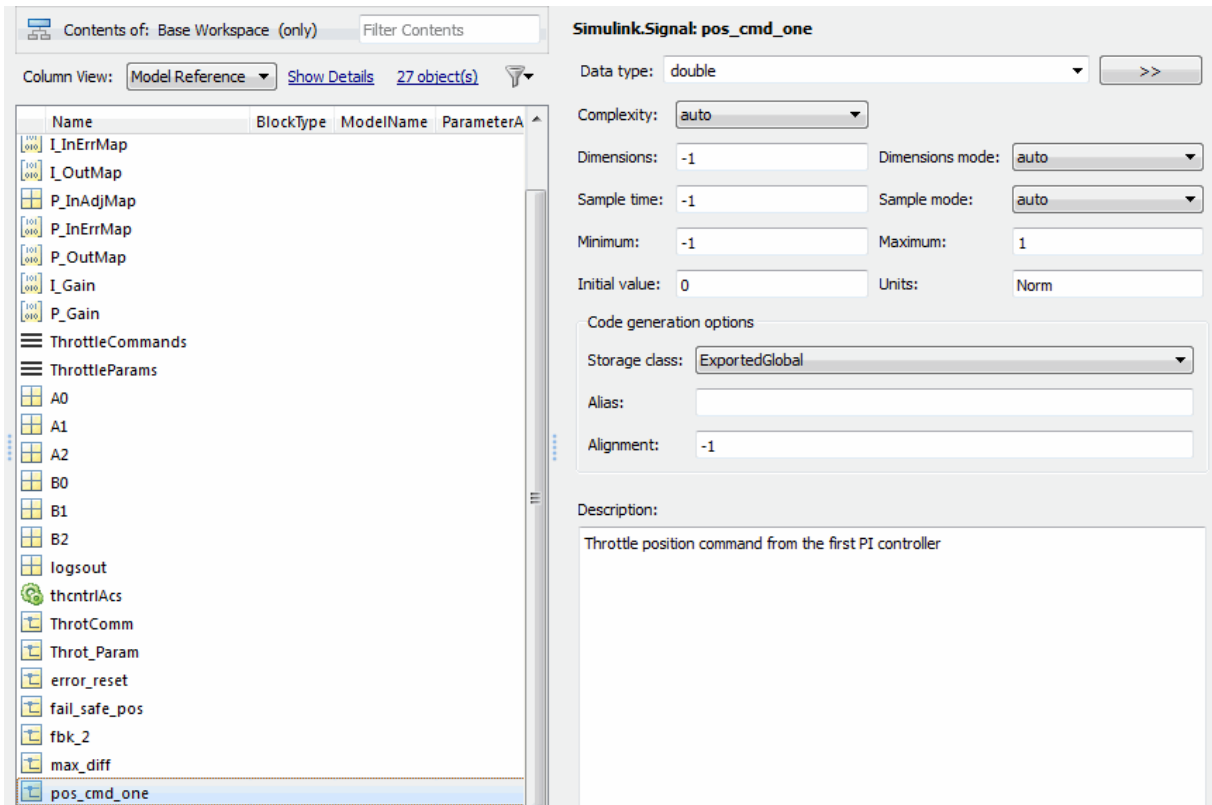 Contents of: Base Workspace (only) Filter Contents
Column View: Model Reference Show Details 27 object(s)
Name BlockType ModelName ParameterA
I_InErrMap
I_OutMap
P_InAdjMap
P_InErrMap
P_OutMap
I_Gain
P_Gain
ThrottleCommands
ThrottleParams
A0
A1
A2
B0
B1
B2
logsout
thcntrlAcs
ThrotComm
Throt_Param
error_reset
fail_safe_pos
fbk_2
max_diff
pos_cmd_one
Simulink.Signal: pos_cmd_one
Data type: double >>
Complexity: auto
Dimensions: -1 Dimensions mode: auto
Sample time: -1 Sample mode: auto
Minimum: -1 Maximum: 1
Initial value: 0 Units: Norm
Code generation options
Storage class: ExportedGlobal
Alias:
Alignment: -1
Description:
Throttle position command from the first PI controller